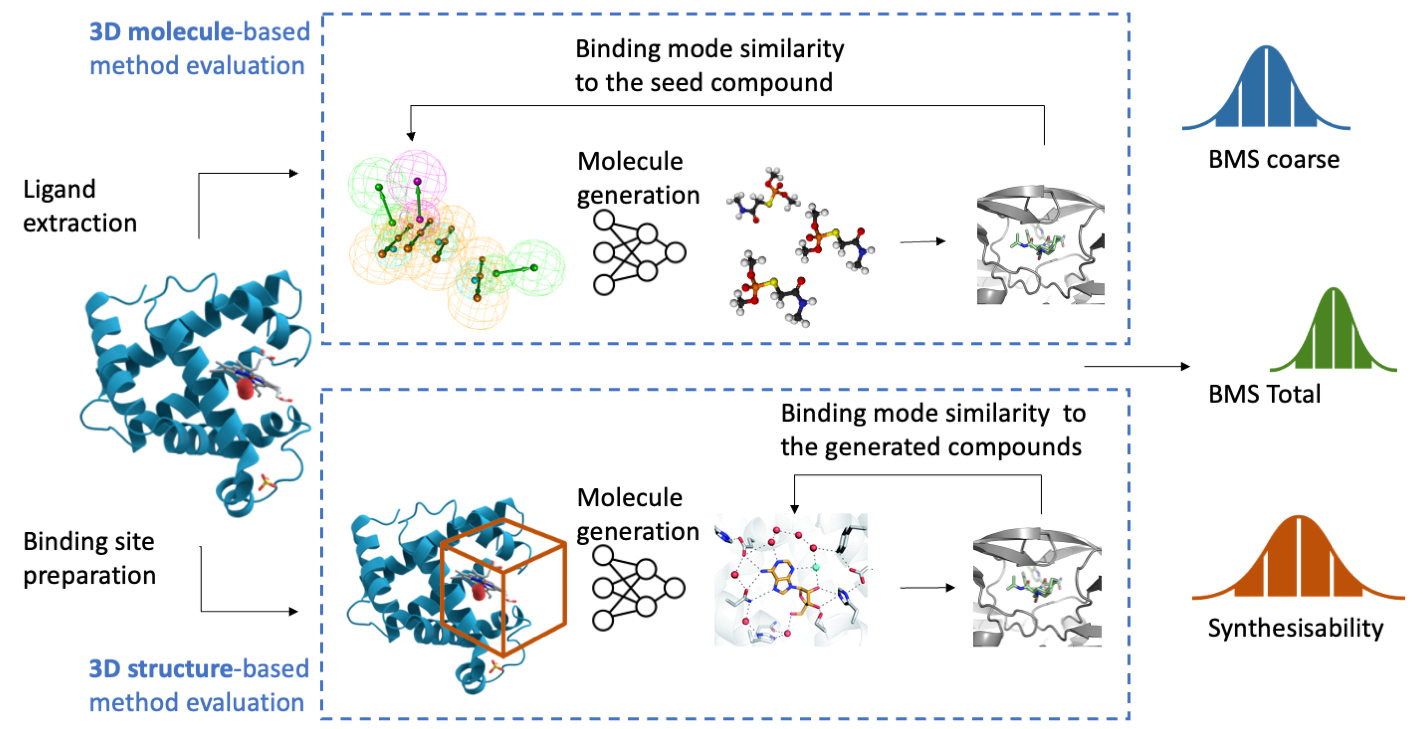 3D molecule-based
method evaluation
Binding mode similarity
to the seed compound
Ligand
extraction
Molecule
generation
BMS coarse
BMS Total
Binding mode similarity  to
the generated compounds
Molecule
generation
Binding site
preparation
3D structure-based
method evaluation
Synthesisability